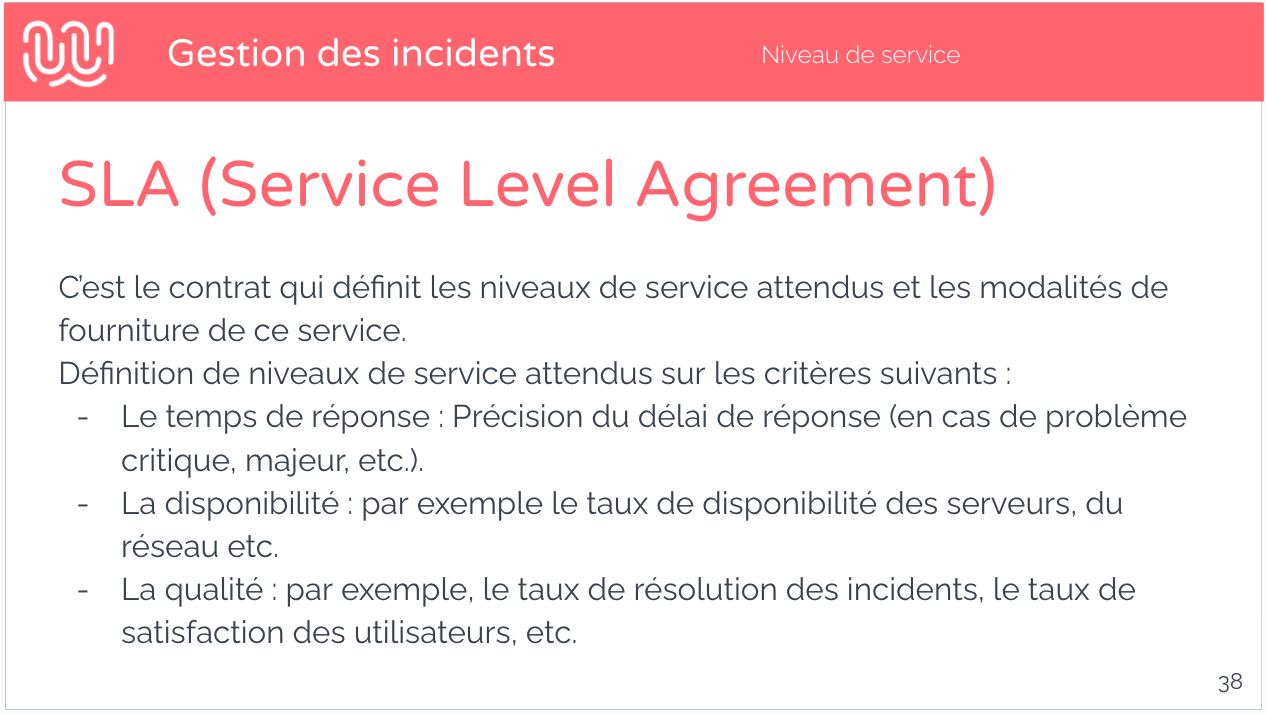 Gestion des incidents
Niveau de service
SLA (Service Level Agreement)
C'est le contrat qui définit les niveaux de service attendus et les modalités de
fourniture de ce service.
Définition de niveaux de service attendus sur les critères suivants :
- Le temps de réponse : Précision du délai de réponse (en cas de problème
critique, majeur, etc.).
- La disponibilité : par exemple le taux de disponibilité des serveurs, du
réseau etc.
- La qualité : par exemple, le taux de résolution des incidents, le taux de
satisfaction des utilisateurs, etc.
38